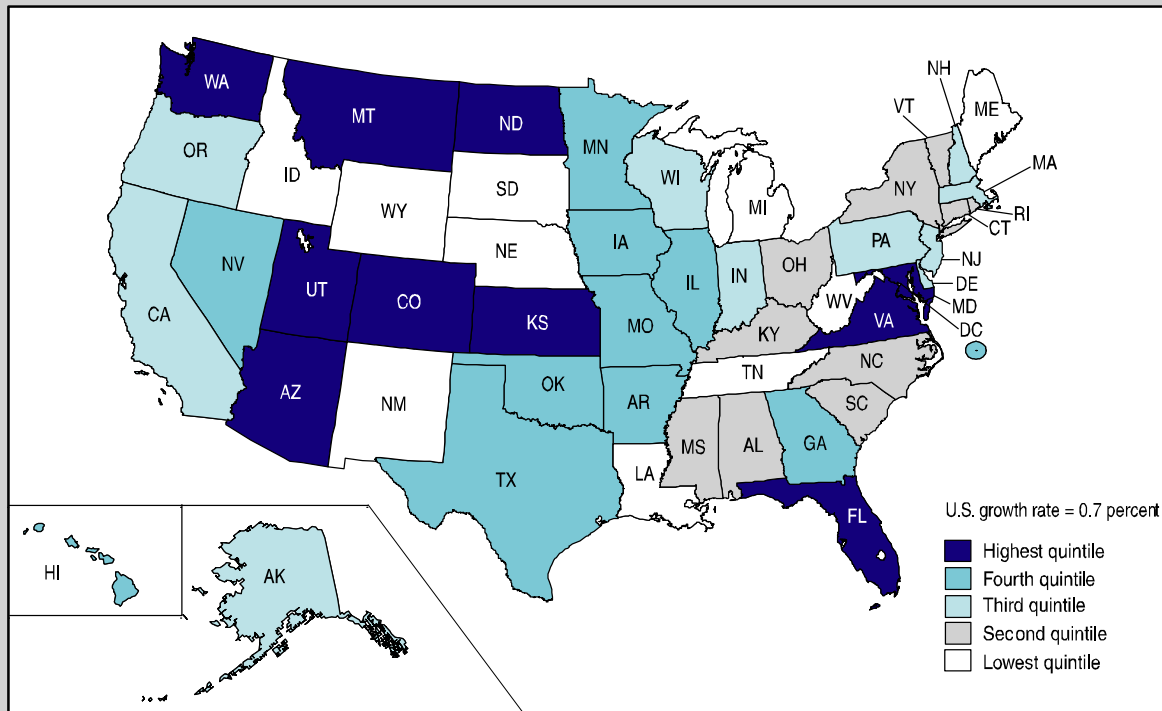 NH
ME
WA
VT
MT
ND
MN
OR
MA
ID
WI
NY
SD
MI
WY
RI
CT
PA
IA
NE
NJ
OH
IN
NV
IL
DE
UT
CO
WV
MD
CA
KS
MO
VA
DC
KY
NC
TN
OK
AZ
NM
AR
SC
MS
AL
GA
LA
TX
U.S. growth rate = 0.7 percent
FL
Highest quintile
HI
AK
Fourth quintile
Third quintile
Second quintile
Lowest quintile